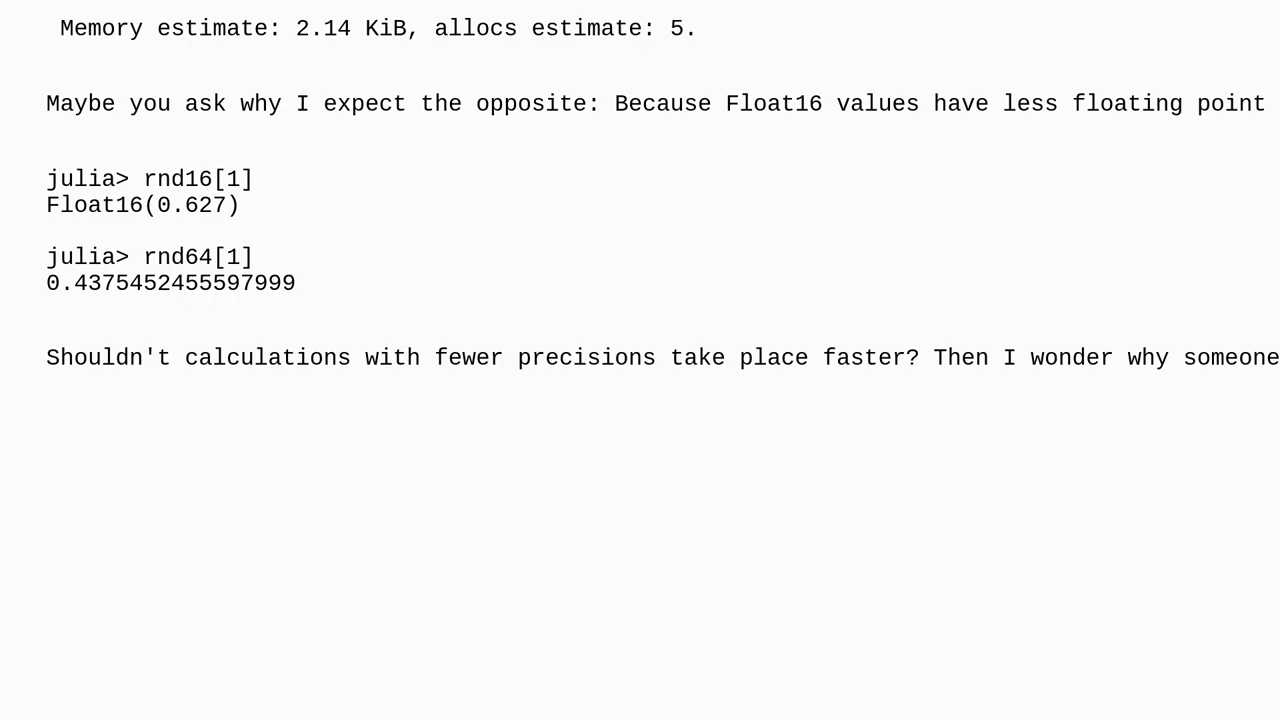 Memory estimate: 2.14 KiB, allocs estimate: 5.
Maybe you ask why I expect the opposite: Because Float16 values have less floating point
julia> rnd16[1]
Float16(0.627)
julia> rnd64[1]
0.4375452455597999
Shouldn't calculations with fewer precisions take place faster? Then I wonder why someone